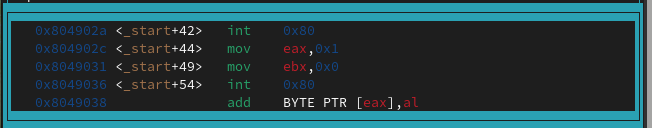 0x804902a <_start+42> int 0x80
0x804902c <_start+44> mov eax,0x1
0x8049031 <_start+49> mov ebx,0x0
0x8049036 <_start+54> int 0x80
0x8049038 add BYTE PTR [eax],al